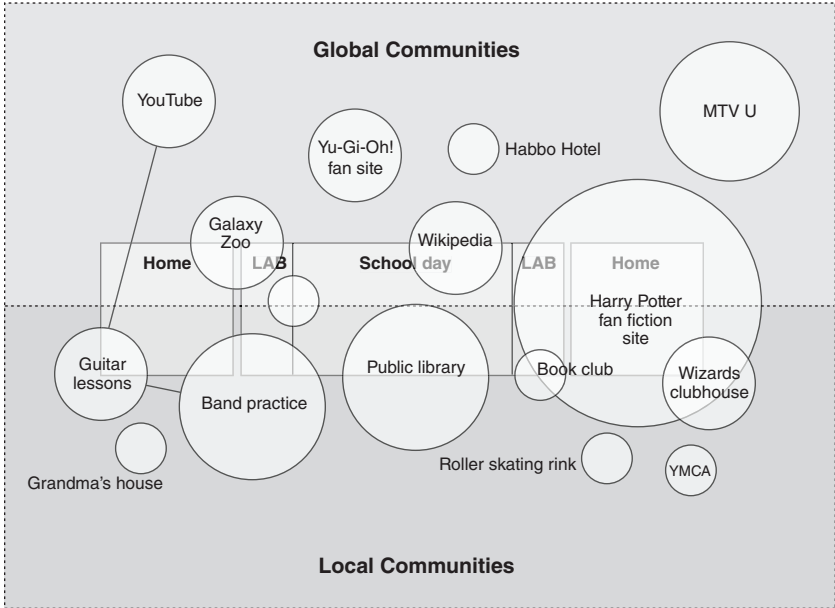 Global Communities
YouTube
MTV U
Yu-Gi-Oh!
fan site
Habbo Hotel
Galaxy
Zoo
Wikipedia
Home
LAB
School day
LAB
Home
Harry Potter
fan fiction
site
Guitar
lessons
Public library
Book club
Wizards
clubhouse
Band practice
Roller skating rink
YMCA
Grandma's house
Local Communities